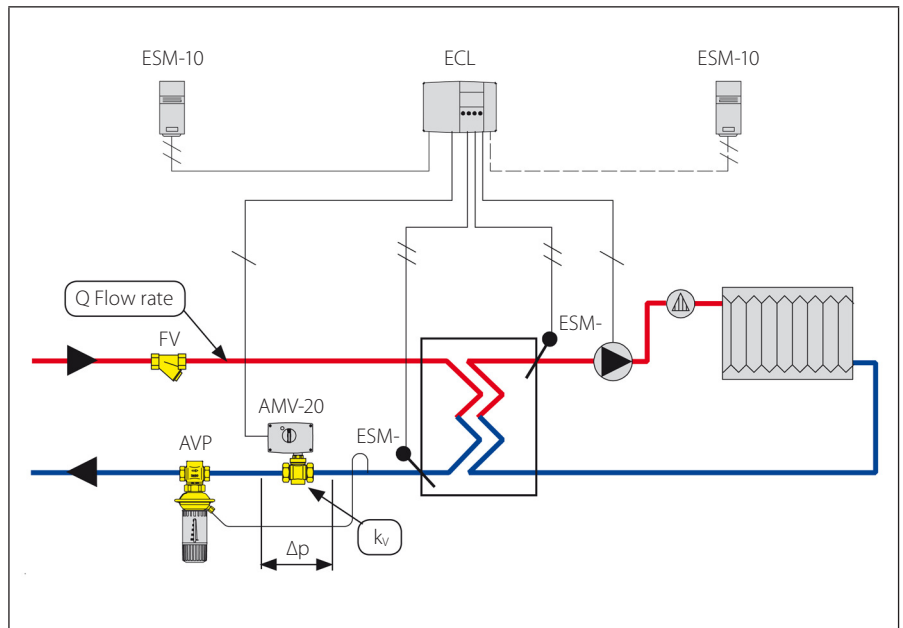 ESM-10
ECL
ESM-10
Q Flow rate
FV
ESM-
AMV-20
AVP
ESM-
kV
Δp